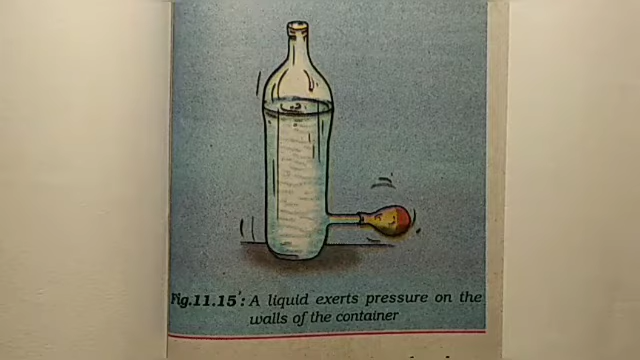 Fig.11.15 : A liquid exerts pressure on the
walls of the container